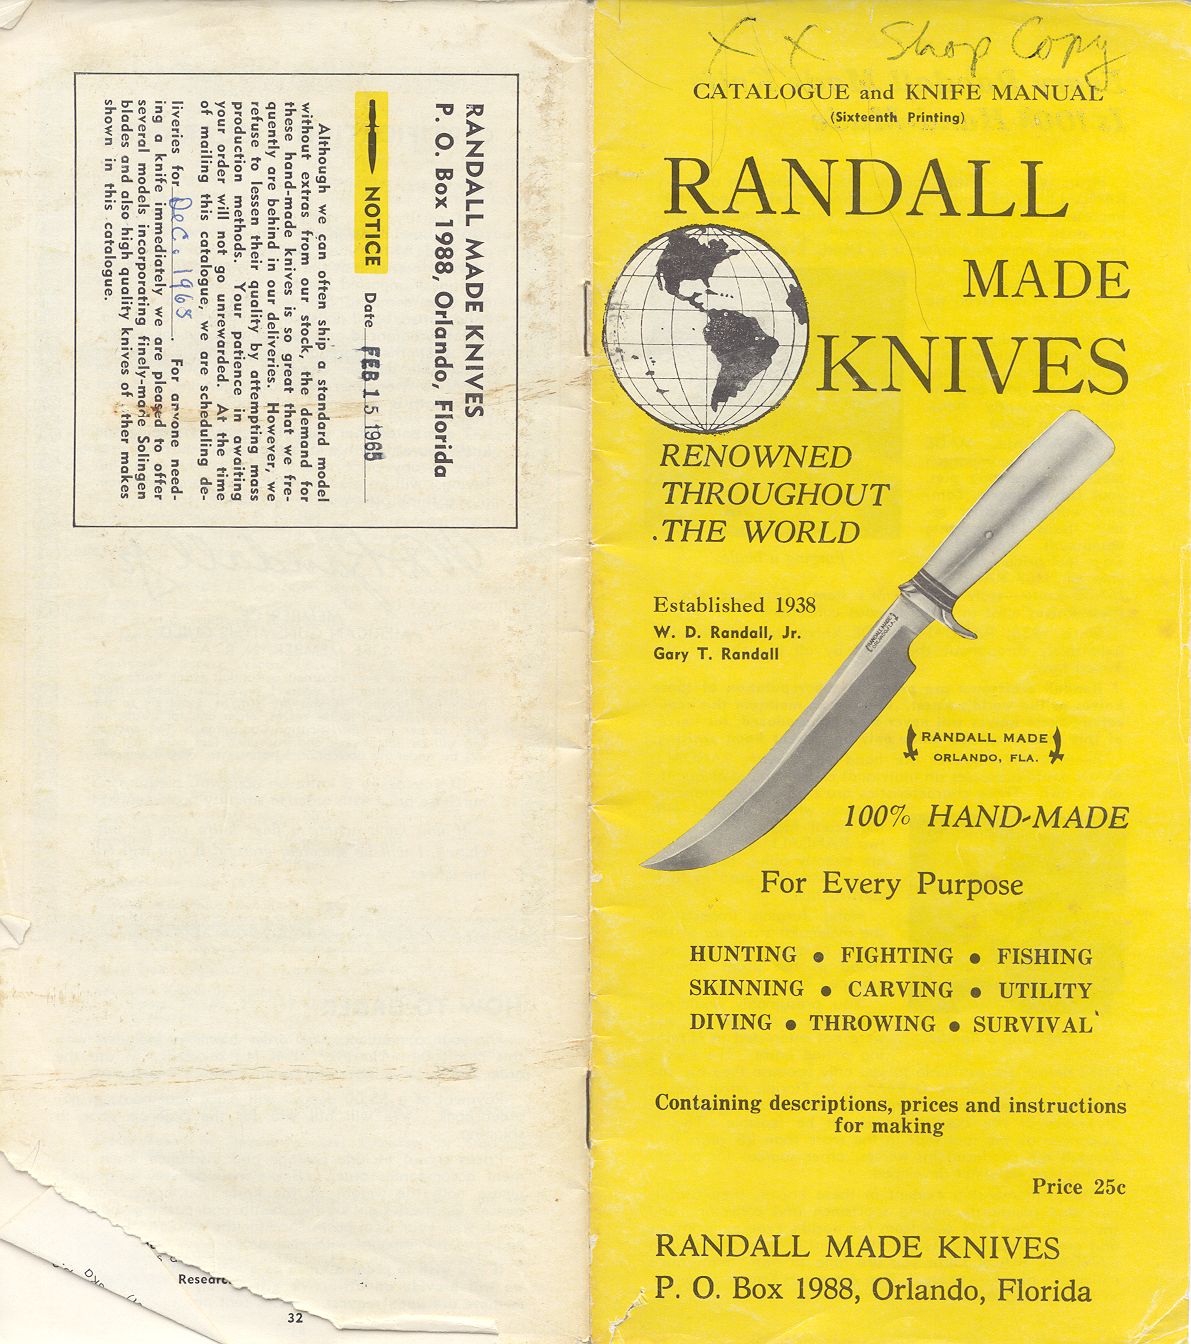 RANDALL MADE KNIVES
P. O. Box 1988, Orlando, Florida
NOTICE Date FEB 15 1965
Although we can often ship a standard model
without extras from our stock, the demand for
these hand-made knives is so great that we fre-
quently are behind in our deliveries. However, we
refuse to lessen their quality by attempting mass
production methods. Your patience in awaiting
your order will not go unrewarded. At the time
of mailing this catalogue, we are scheduling de-
liveries for Dec. 1965. For anyone need-
ing a knife immediately we are pleased to offer
several models incorporating finely-made Solingen
blades and also high quality knives of other makes
shown in this catalogue.
32
X X Shop Copy
CATALOGUE and KNIFE MANUAL
(Sixteenth Printing)
RANDALL
MADE
KNIVES
RENOWNED
THROUGHOUT
THE WORLD
Established 1938
W. D. Randall, Jr.
Gary T. Randall
RANDALL MADE
ORLANDO, FLA.
RANDALL MADE
ORLANDO, FLA.
100% HAND-MADE
For Every Purpose
HUNTING ● FIGHTING ● FISHING
SKINNING ● CARVING ● UTILITY
DIVING ● THROWING ● SURVIVAL
Containing descriptions, prices and instructions
for making
Price 25c
RANDALL MADE KNIVES
P. O. Box 1988, Orlando, Florida